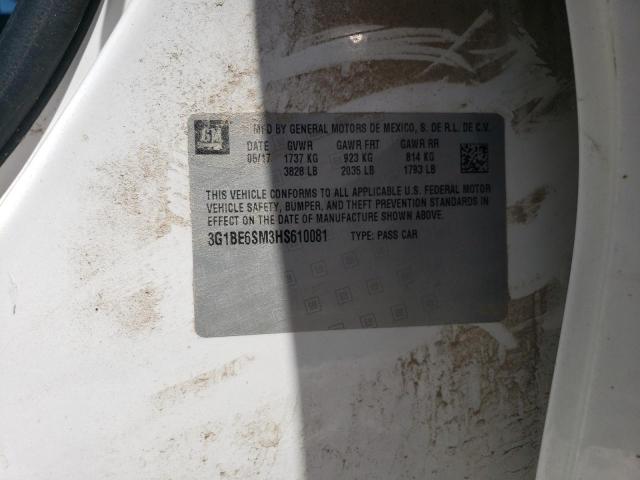 GM
MFD BY GENERAL MOTORS DE MEXICO, S. DE R.L. DE C.V.
DATE GVWR GAWR FRT GAWR RR
05/17 1737 KG 923 KG 814 KG
3828 LB 2035 LB 1793 LB
THIS VEHICLE CONFORMS TO ALL APPLICABLE U.S. FEDERAL MOTOR
VEHICLE SAFETY, BUMPER, AND THEFT PREVENTION STANDARDS IN
EFFECT ON THE DATE OF MANUFACTURE SHOWN ABOVE.
3G1BE6SM3HS610081 TYPE: PASS CAR